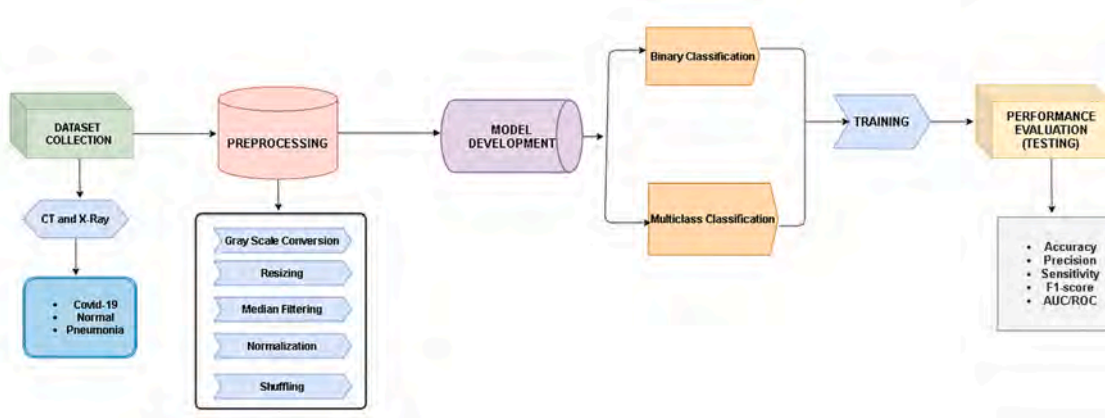 DATASET
COLLECTION
PREPROCESSING
MODEL
DEVELOPMENT
Binary Classification
Multiclass Classification
TRAINING
PERFORMANCE
EVALUATION
(TESTING)
CT and X-Ray
• Covid-19
• Normal
• Pneumonia
Gray Scale Conversion
Resizing
Median Filtering
Normalization
Shuffling
• Accuracy
• Precision
• Sensitivity
• F1-score
• AUC/ROC